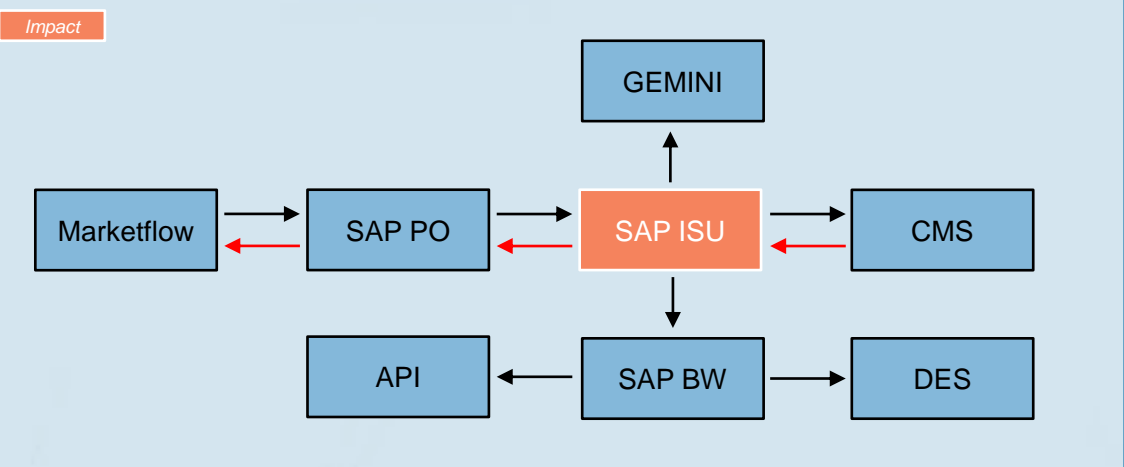 Impact
GEMINI
Marketflow
SAP PO
SAP ISU
CMS
API
SAP BW
DES